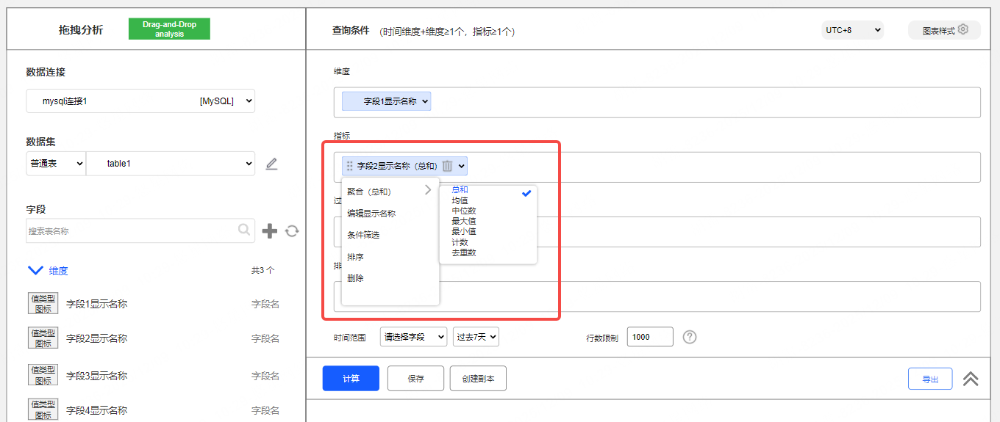 拖拽分析
Drag-and-Drop
analysis
数据连接
mysql连接1 [MySQL]
数据集
普通表 table1
字段
搜索表名称
维度 共3 个
值类型
图标
字段1显示名称 字段名
值类型
图标
字段2显示名称 字段名
值类型
图标
字段3显示名称 字段名
值类型
图标
字段4显示名称 字段名
查询条件 (时间维度+维度≥1个，指标≥1个)
UTC+8
图表样式
维度
字段1显示名称
指标
字段2显示名称（总和）
聚合（总和）
编辑显示名称
条件筛选
排序
删除
总和
均值
中位数
最大值
最小值
计数
去重数
过
排
时间范围 请选择字段 过去7天 行数限制 1000
计算 保存 创建副本 导出